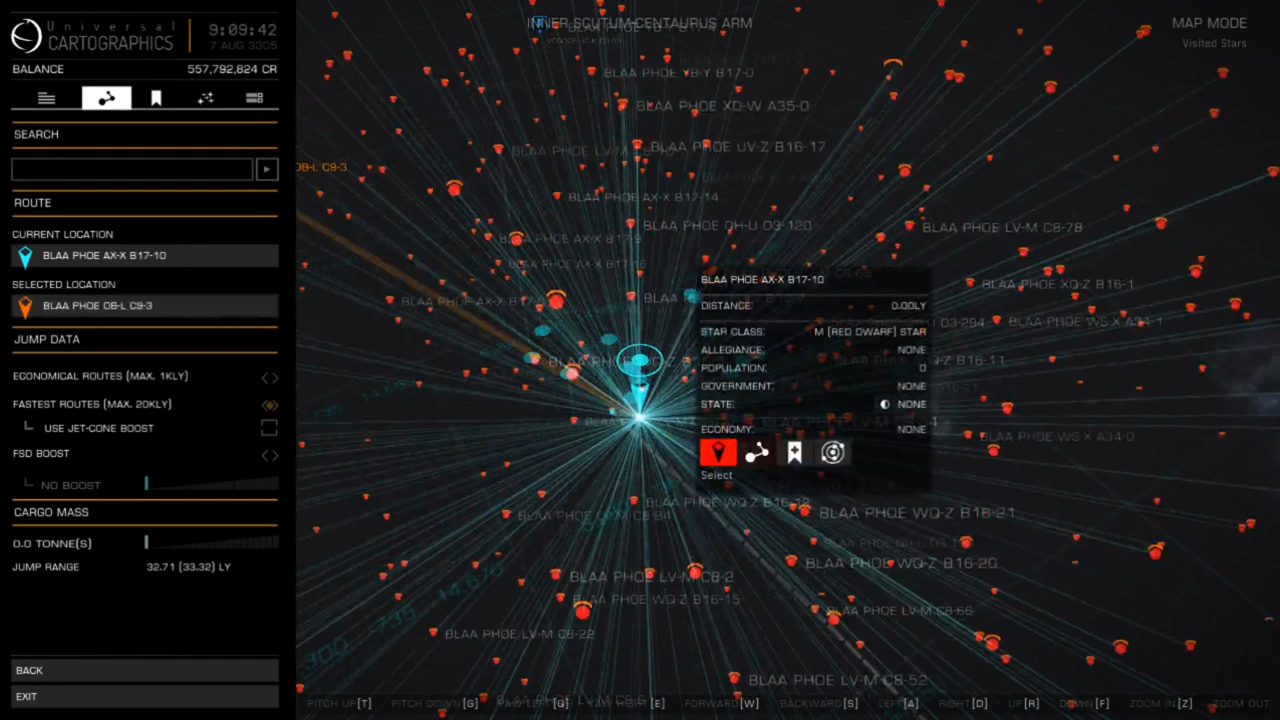 Universal
CARTOGRAPHICS
9:09:42
7 AUG 3305
BALANCE
557,792,824 CR
SEARCH
ROUTE
CURRENT LOCATION
BLAA PHOE AX-X B17-10
SELECTED LOCATION
BLAA PHOE OB-L C9-3
JUMP DATA
ECONOMICAL ROUTES (MAX. 1KLY)
FASTEST ROUTES (MAX. 20KLY)
USE JET-CONE BOOST
FSD BOOST
NO BOOST
CARGO MASS
0.0 TONNE(S)
JUMP RANGE
32.71 (33.32) LY
BACK
EXIT
INNER SCUTUM-CENTAURUS ARM
MAP MODE
Visited Stars
BLAA PHOE YB-Y B17-0
BLAA PHOE XD-W A35-0
BLAA PHOE UV-Z B16-17
OB-L C9-3
BLAA PHOE AX-X B17-14
BLAA PHOE QH-U D3-120
BLAA PHOE LV-M C8-78
BLAA PHOE AX-X B17-10
DISTANCE:
0.00LY
STAR CLASS:
M (RED DWARF) STAR
ALLEGIANCE:
NONE
POPULATION:
0
GOVERNMENT:
NONE
STATE:
NONE
ECONOMY:
NONE
Select
BLAA PHOE XQ-Z B16-1
BLAA PHOE WS X A34-1
BLAA PHOE WS X A34-0
BLAA PHOE WQ-Z B16-21
BLAA PHOE LV-M C8-94
BLAA PHOE WQ-Z B16-20
BLAA PHOE LV-M C8-2
BLAA PHOE WQ-Z B16-15
BLAA PHOE LV-M C8-66
BLAA PHOE LV-M C8-22
BLAA PHOE LV-M C8-52
PITCH UP[T]
PITCH DOWN[G]
FORWARD[W]
BACKWARD[S]
LEFT[A]
RIGHT[D]
UP[R]
DOWN[F]
ZOOM IN[Z]
ZOOM OUT